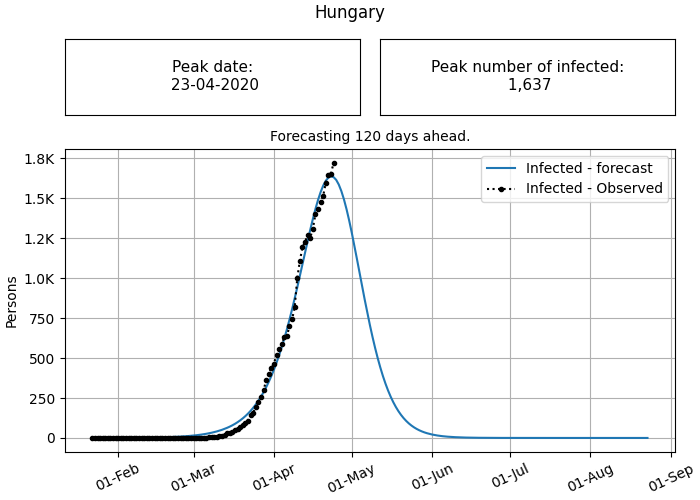 Hungary
Peak date:
23-04-2020
Peak number of infected:
1,637
Forecasting 120 days ahead.
Infected - forecast
Infected - Observed
Persons
1.8K
1.5K
1.2K
1.0K
750
500
250
0
01-Feb
01-Mar
01-Apr
01-May
01-Jun
01-Jul
01-Aug
01-Sep